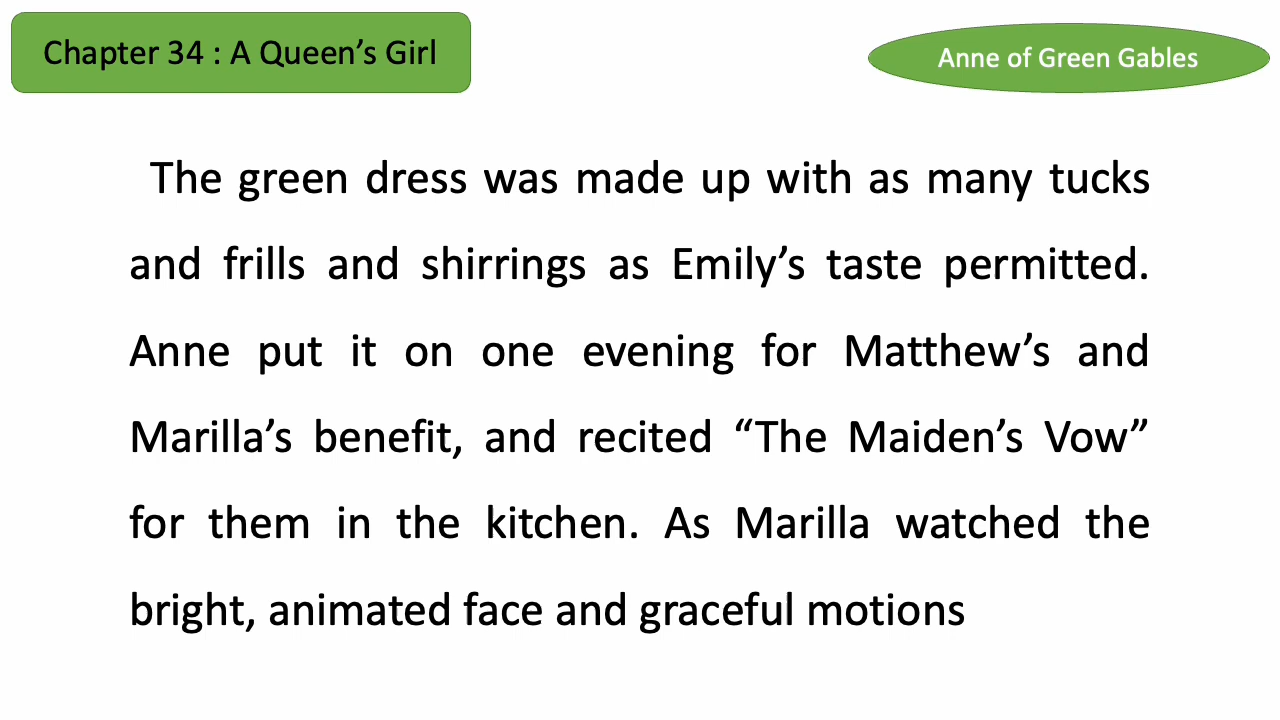 Chapter 34 : A Queen’s Girl
Anne of Green Gables
The green dress was made up with as many tucks
and frills and shirrings as Emily’s taste permitted.
Anne put it on one evening for Matthew’s and
Marilla’s benefit, and recited “The Maiden’s Vow”
for them in the kitchen. As Marilla watched the
bright, animated face and graceful motions